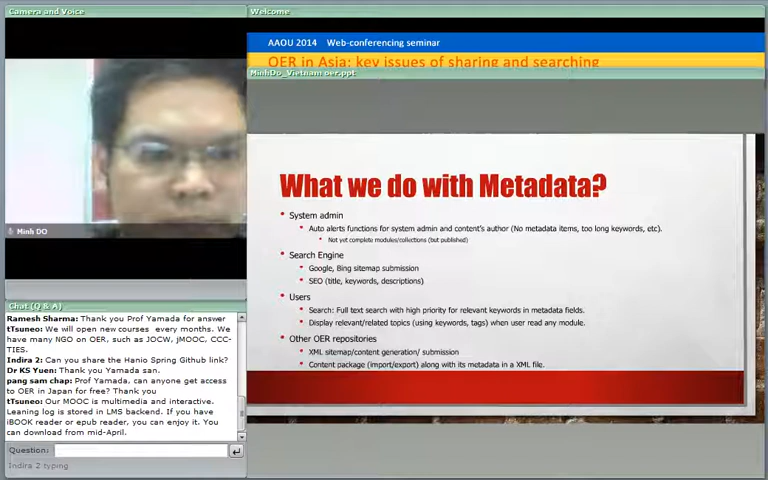 Camera and Voice
Welcome
AAOU 2014 Web-conferencing seminar
OER in Asia: key issues of sharing and searching
MinhDo_Vietnam oer.ppt
What we do with Metadata?
• System admin
• Auto alerts functions for system admin and content's author (No metadata items, too long keywords, etc).
• Not yet complete modules/collections (but published)
• Search Engine
• Google, Bing sitemap submission
• SEO (title, keywords, descriptions)
• Users
• Search: Full text search with high priority for relevant keywords in metadata fields.
• Display relevant/related topics (using keywords, tags) when user read any module.
• Other OER repositories
• XML sitemap/content generation/ submission
• Content package (import/export) along with its metadata in a XML file.
Minh DO
Chat (Q & A)
Ramesh Sharma: Thank you Prof Yamada for answer
tTsuneo: We will open new courses every months. We
have many NGO on OER, such as JOCW, jMOOC, CCC-
TIES.
Indira 2: Can you share the Hanio Spring Github link?
Dr KS Yuen: Thank you Yamada san.
pang sam chap: Prof Yamada, can anyone get access
to OER in Japan for free? Thank you
tTsuneo: Our MOOC is multimedia and interactive.
Leaning log is stored in LMS backend. If you have
iBOOK reader or epub reader, you can enjoy it. You
can download from mid-April.
Question:
Indira 2 typing